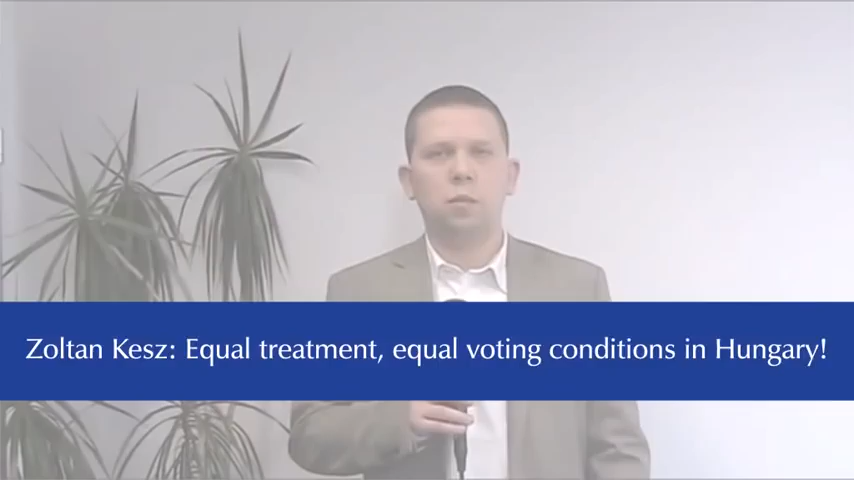 Zoltan Kesz: Equal treatment, equal voting conditions in Hungary!